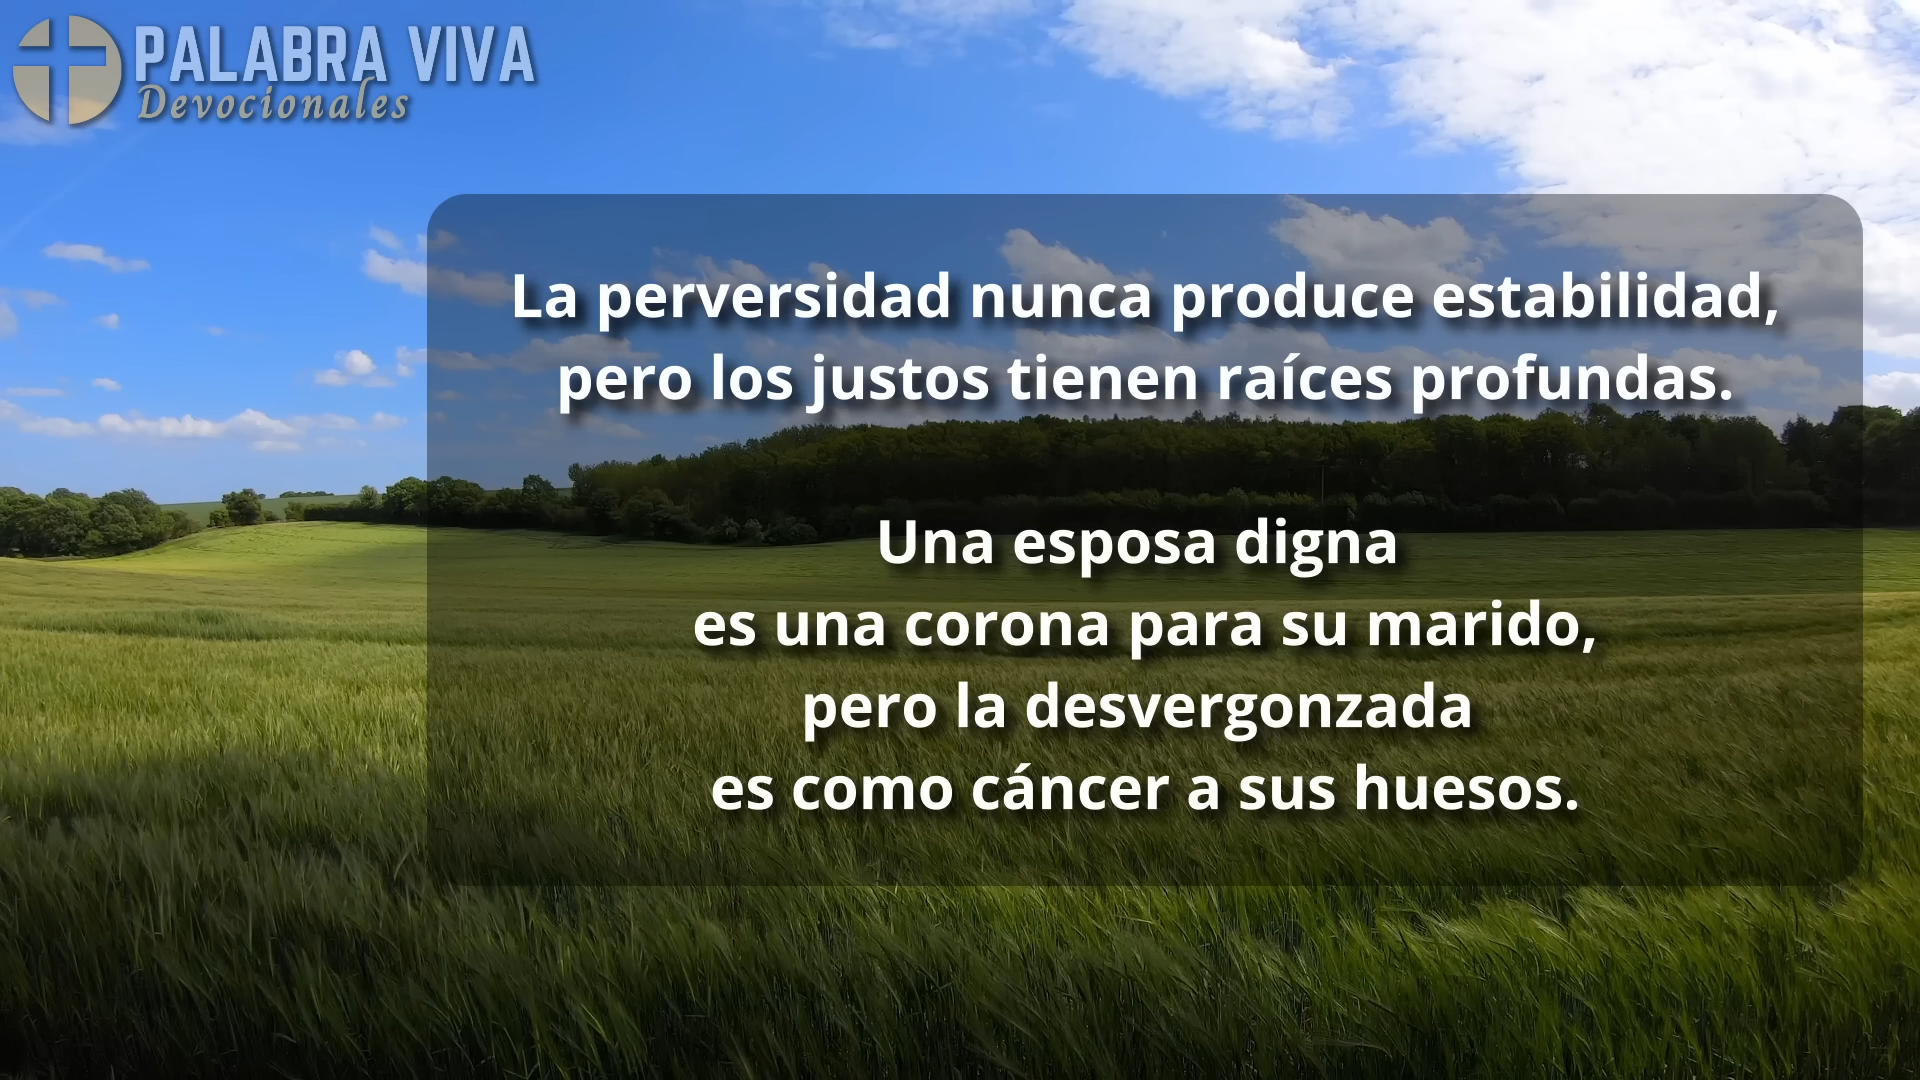 PALABRA VIVA
Devocionales
La perversidad nunca produce estabilidad,
pero los justos tienen raíces profundas.
Una esposa digna
es una corona para su marido,
pero la desvergonzada
es como cáncer a sus huesos.